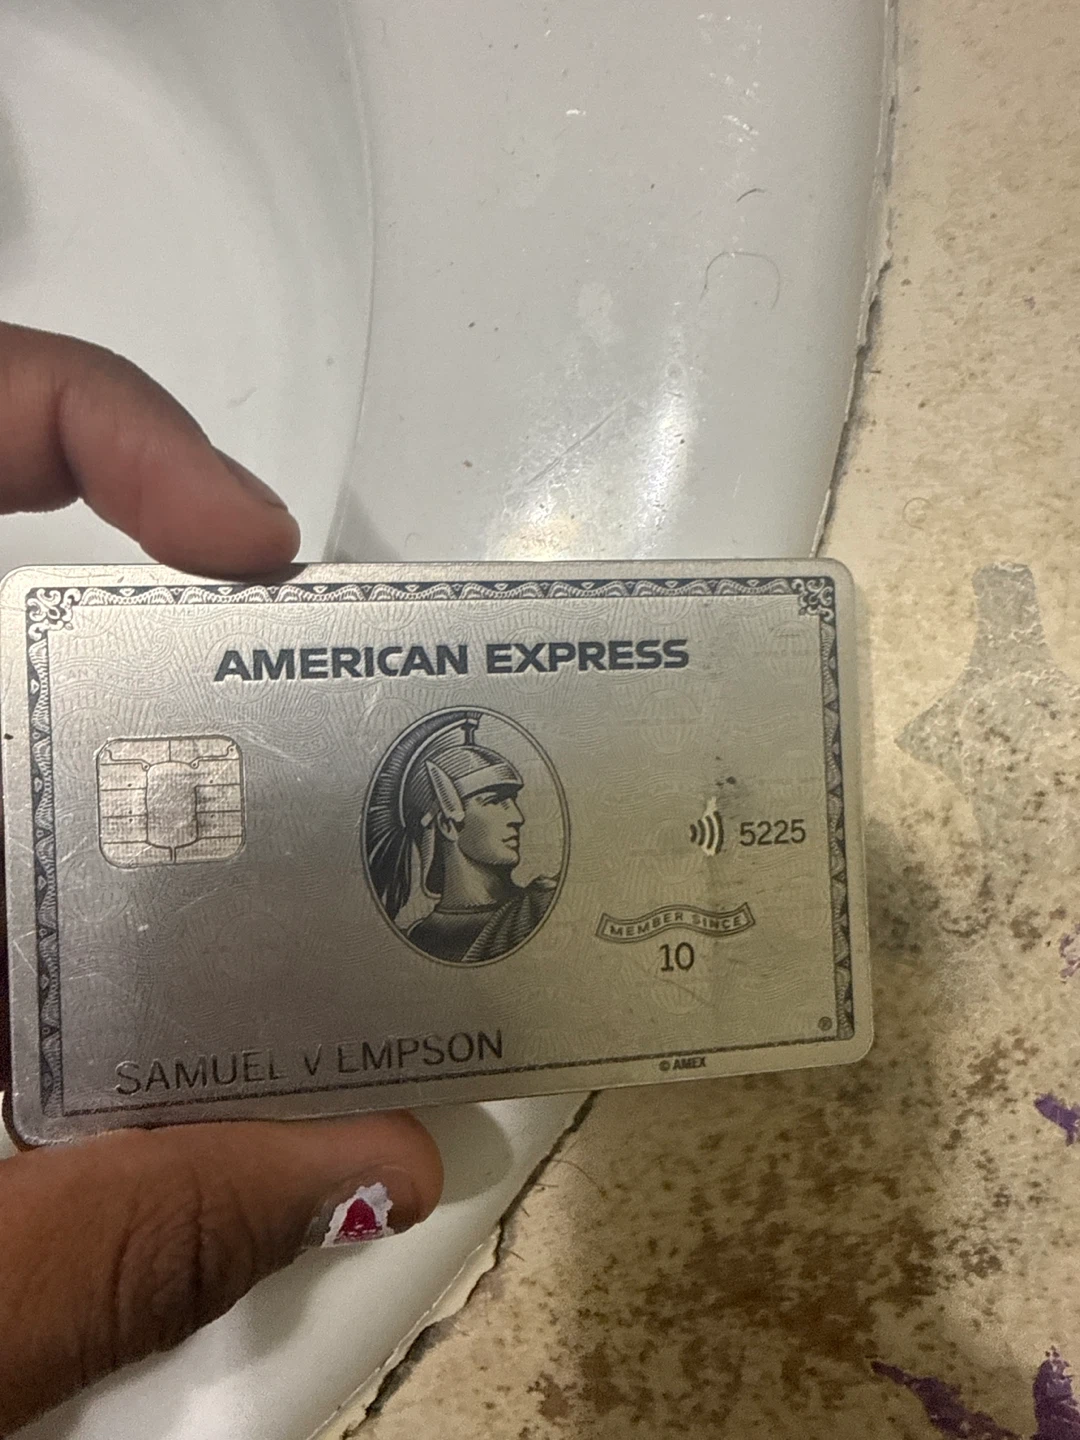 AMERICAN EXPRESS
5225
MEMBER SINCE
10
SAMUEL V EMPSON
© AMEX
®